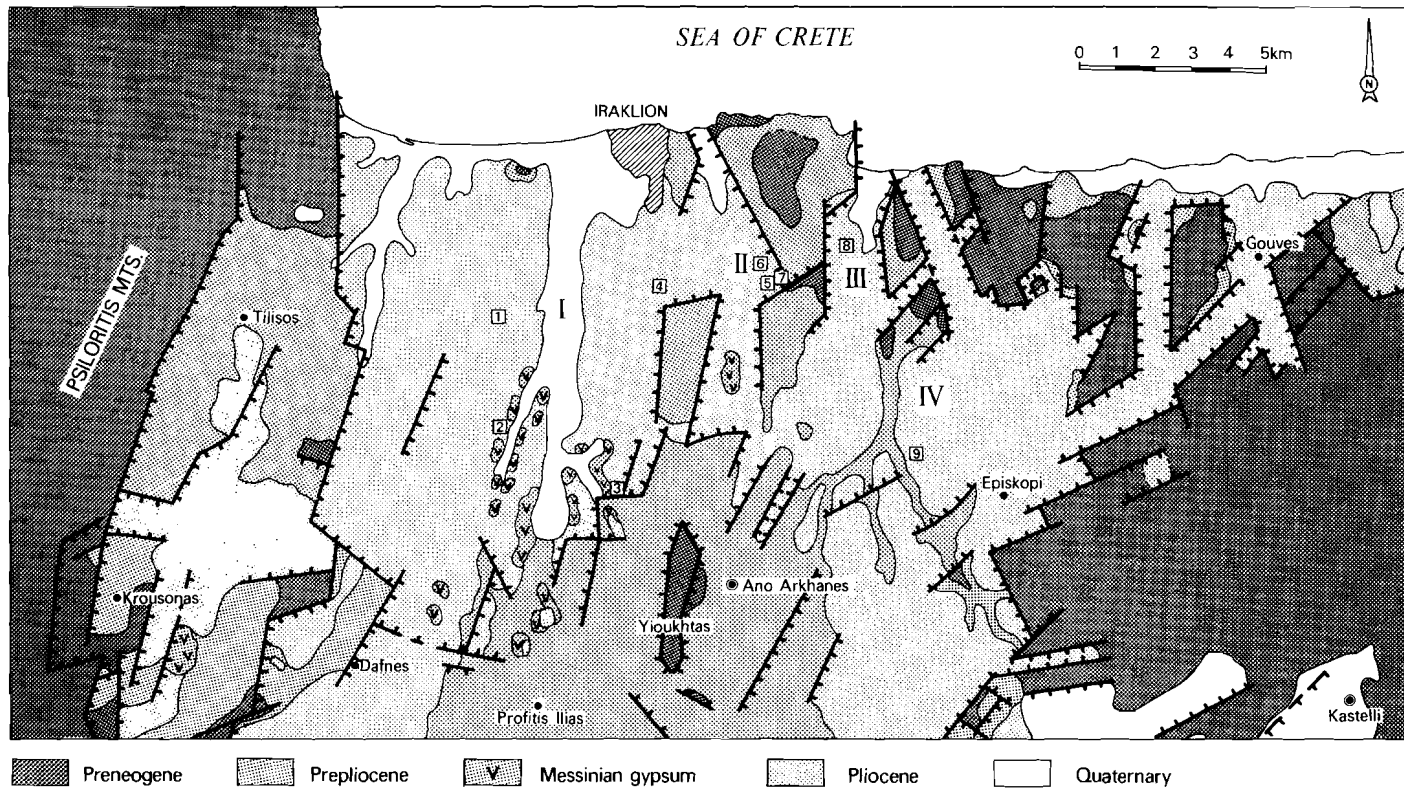 SEA OF CRETE
0 1 2 3 4 5km
N
IRAKLION
PSILORITIS MTS.
Tilisos
Gouves
I
II
III
IV
1
2
3
4
5
6
7
8
9
Episkopi
Krousonas
Ano Arkhanes
Yioukhtas
Dafnes
Profitis Ilias
Kastelli
V Preneogene
Prepliocene
V Messinian gypsum
Pliocene
Quaternary